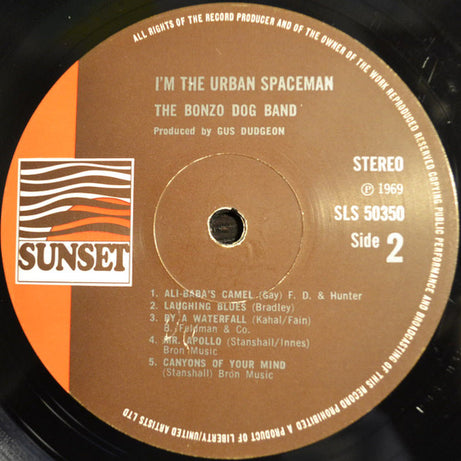 ALL RIGHTS OF THE RECORD PRODUCER AND OF THE OWNER OF THE WORK REPRODUCED RESERVED COPYING PUBLIC PERFORMANCE AND BROADCASTING OF THIS RECORD PROHIBITED A PRODUCT OF LIBERTY/UNITED ARTISTS LTD
I'M THE URBAN SPACEMAN
THE BONZO DOG BAND
Produced by GUS DUDGEON
STEREO
℗ 1969
SLS 50350
Side 2
SUNSET
1. ALI-BABA'S CAMEL (Gay) F. D. & Hunter
2. LAUGHING BLUES (Bradley)
3. BY A WATERFALL (Kahal/Fain)
B. Feldman & Co.
4. MR. APOLLO (Stanshall/Innes)
Bron Music
5. CANYONS OF YOUR MIND
(Stanshall) Bron Music